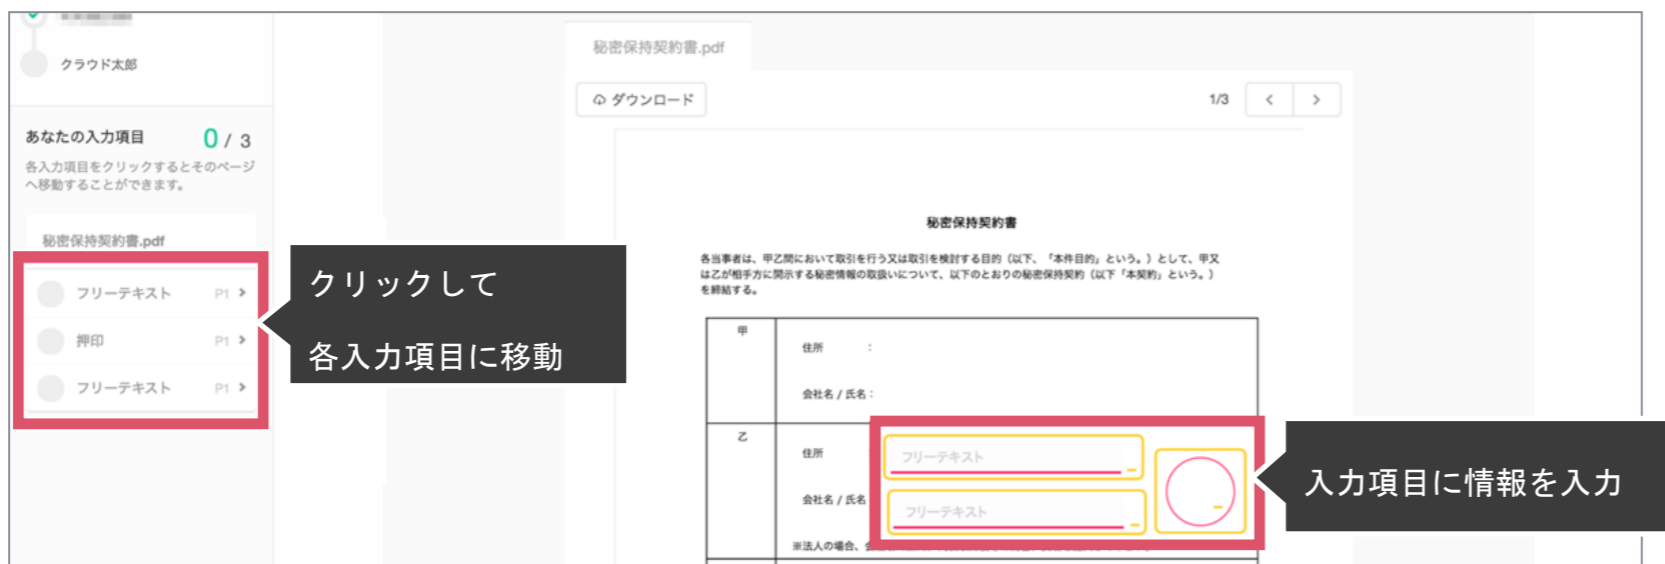 クラウド太郎
あなたの入力項目 0 / 3
各入力項目をクリックするとそのページ
へ移動することができます。
秘密保持契約書.pdf
フリーテキスト P1
押印 P1
フリーテキスト P1
クリックして
各入力項目に移動
秘密保持契約書.pdf
ダウンロード
1/3
秘密保持契約書
各当事者は、甲乙間において取引を行う又は取引を検討する目的（以下、「本件目的」という。）として、甲又
は乙が相手方に開示する秘密情報の取扱いについて、以下のとおりの秘密保持契約（以下「本契約」という。）
を締結する。
甲
住所 :
会社名 / 氏名 :
乙
住所
フリーテキスト
会社名 / 氏名
フリーテキスト
※法人の場合、
入力項目に情報を入力